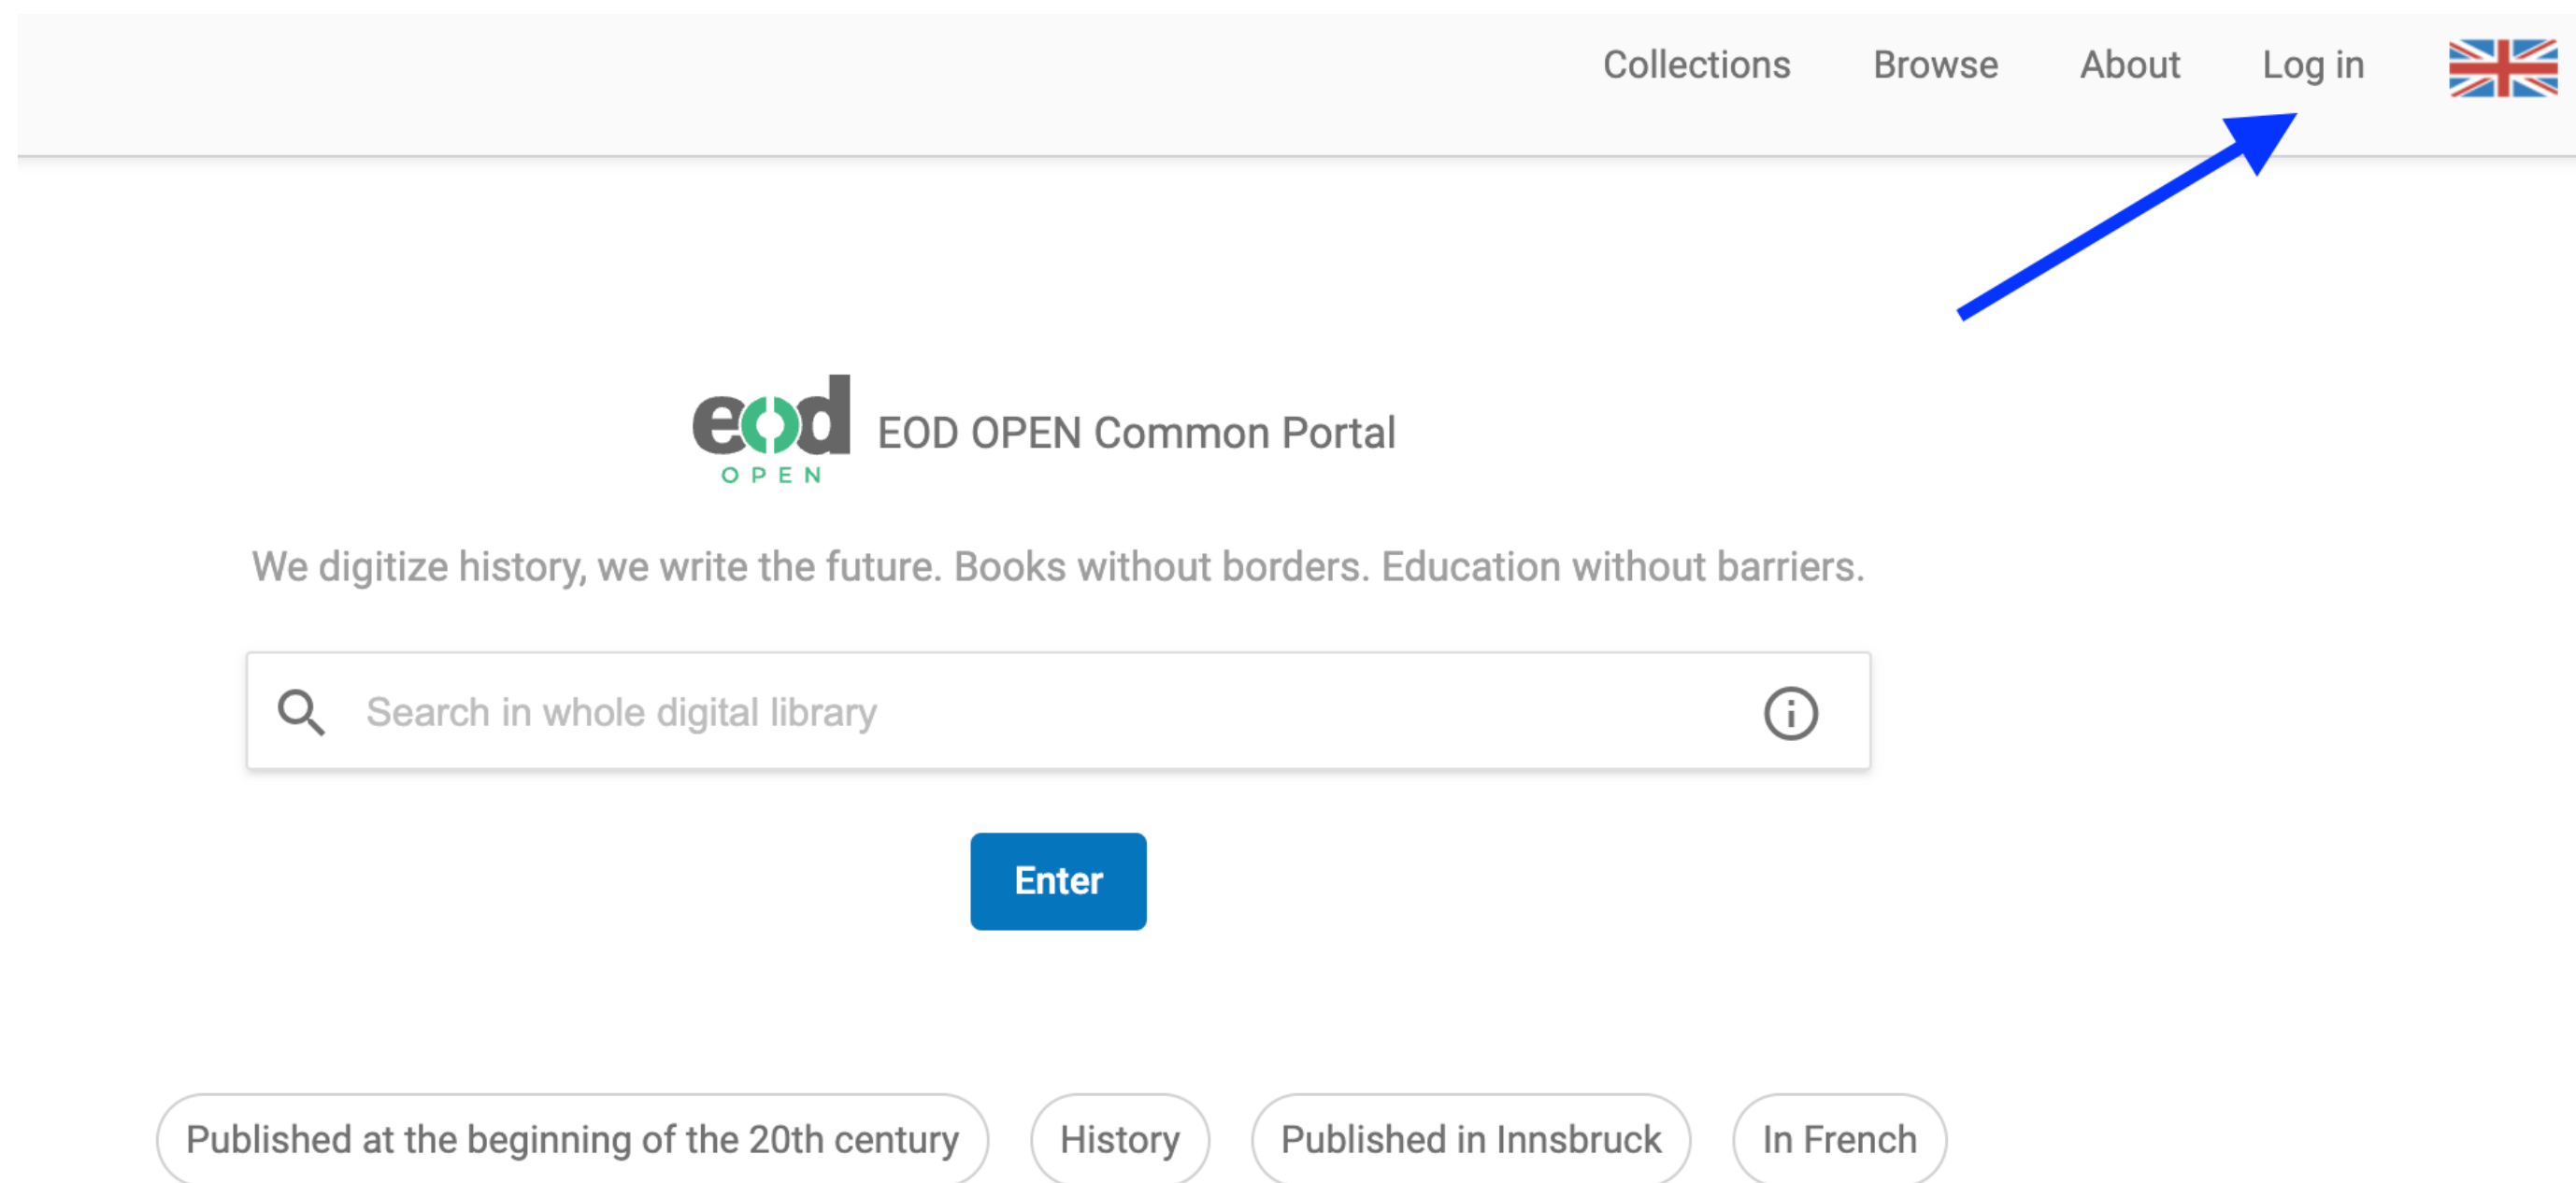 Collections Browse About Log in
eod
OPEN
EOD OPEN Common Portal
We digitize history, we write the future. Books without borders. Education without barriers.
Search in whole digital library
Enter
Published at the beginning of the 20th century History Published in Innsbruck In French